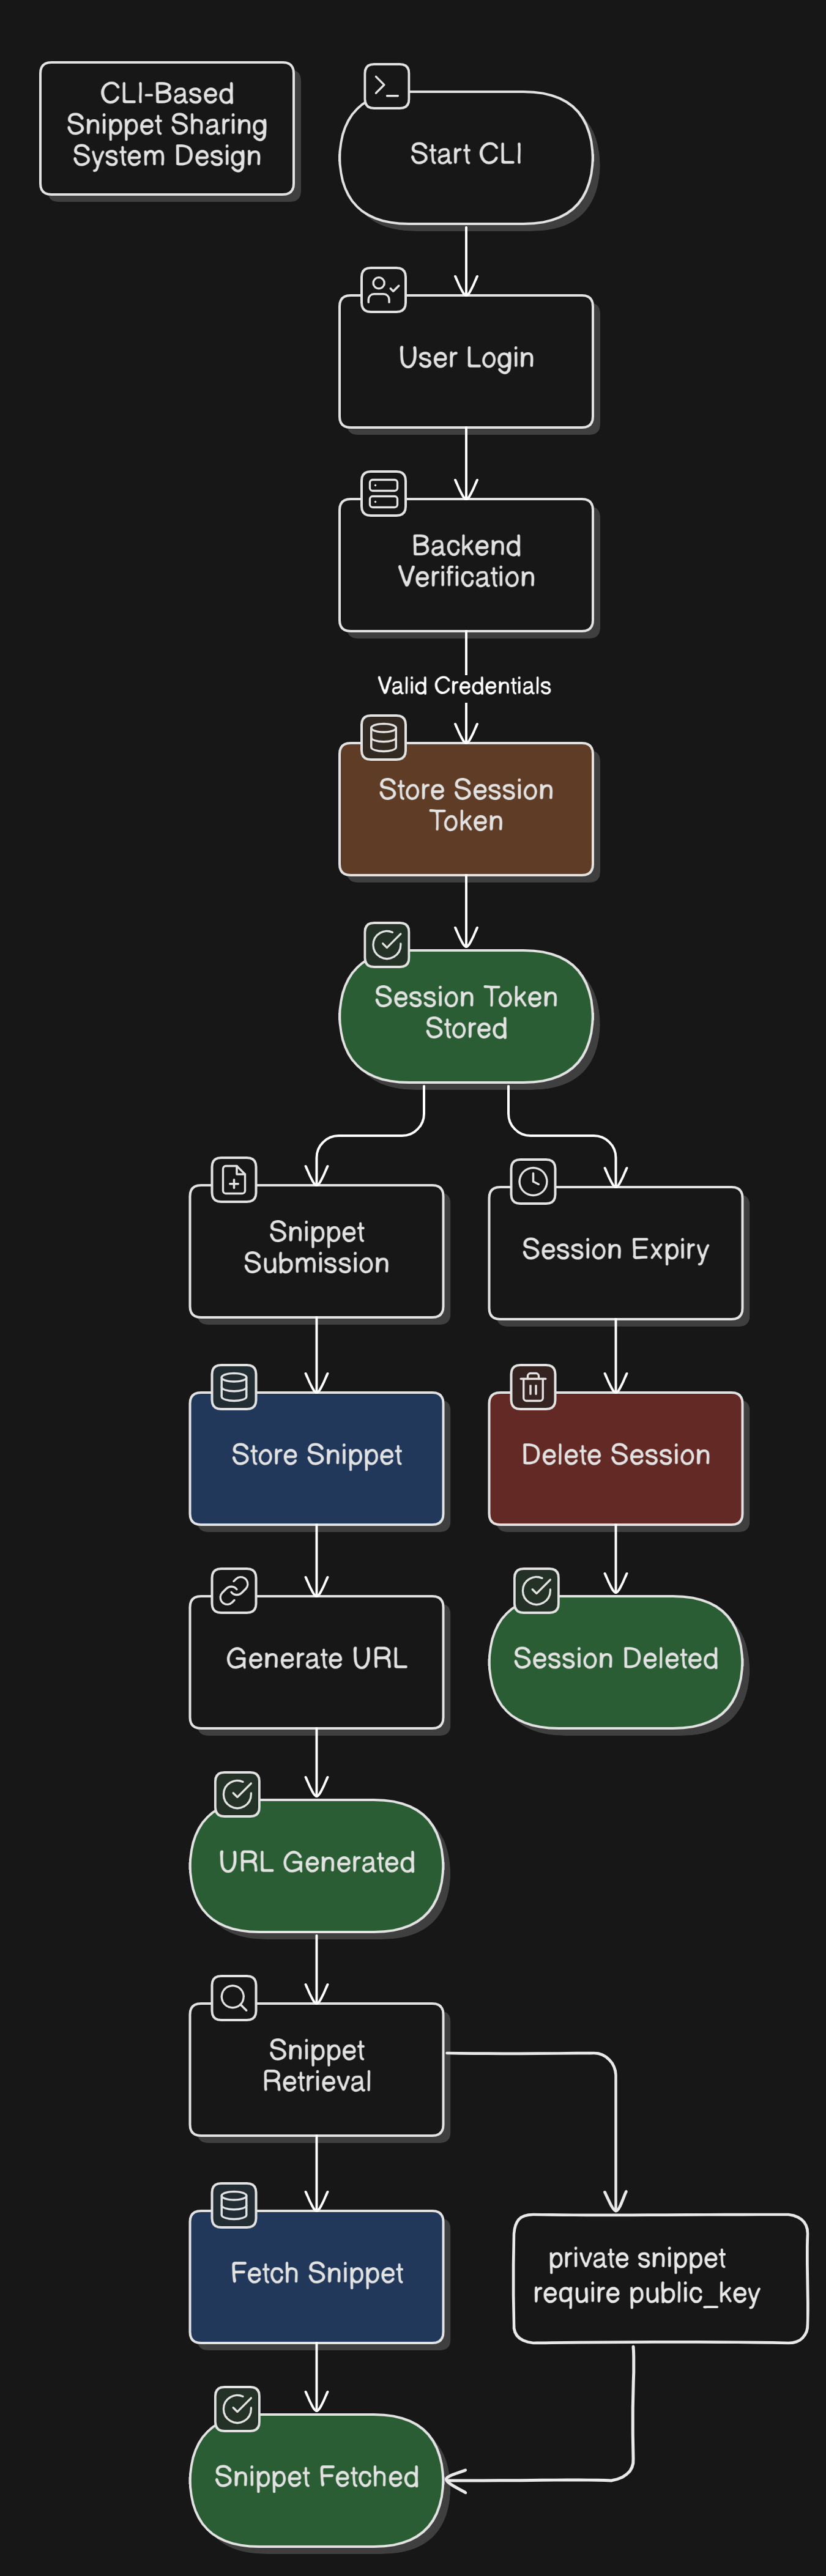 CLI-Based
Snippet Sharing
System Design
Start CLI
User Login
Backend
Verification
Valid Credentials
Store Session
Token
Session Token
Stored
Snippet
Submission
Session Expiry
Store Snippet
Delete Session
Generate URL
Session Deleted
URL Generated
Snippet
Retrieval
private snippet
require public_key
Fetch Snippet
Snippet Fetched